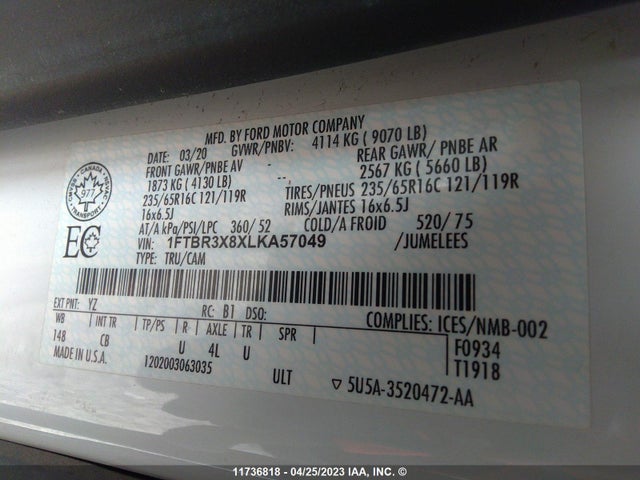 MFD. BY FORD MOTOR COMPANY
DATE: 03/20 GVWR/PNBV: 4114 KG ( 9070 LB)
FRONT GAWR/PNBE AV --, REAR GAWR/ PNBE AR
1873 KG ( 4130 LB) --, 2567 KG ( 5660 LB)
235/65R16C 121/119R TIRES/PNEUS 235/65R16C 121/119R
16x6.5J RIMS/JANTES 16x6.5J
AT/A kPa/PSI/LPC 360/ 52 COLD/A FROID 520/ 75
VIN: 1FTBR3X8XLKA57049 /JUMELEES
TYPE: TRU/CAM
CANADA
977
TRANSPORT
EC
EXT PNT: YZ RC: B1 DSO: COMPLIES: ICES/NMB-002
WB INT TR TP/PS R AXLE TR SPR F0934
148 CB U 4L U T1918
MADE IN U.S.A. 1202003063035 ULT ▽ 5U5A-3520472-AA
11736818 - 04/25/2023 IAA, INC. ©